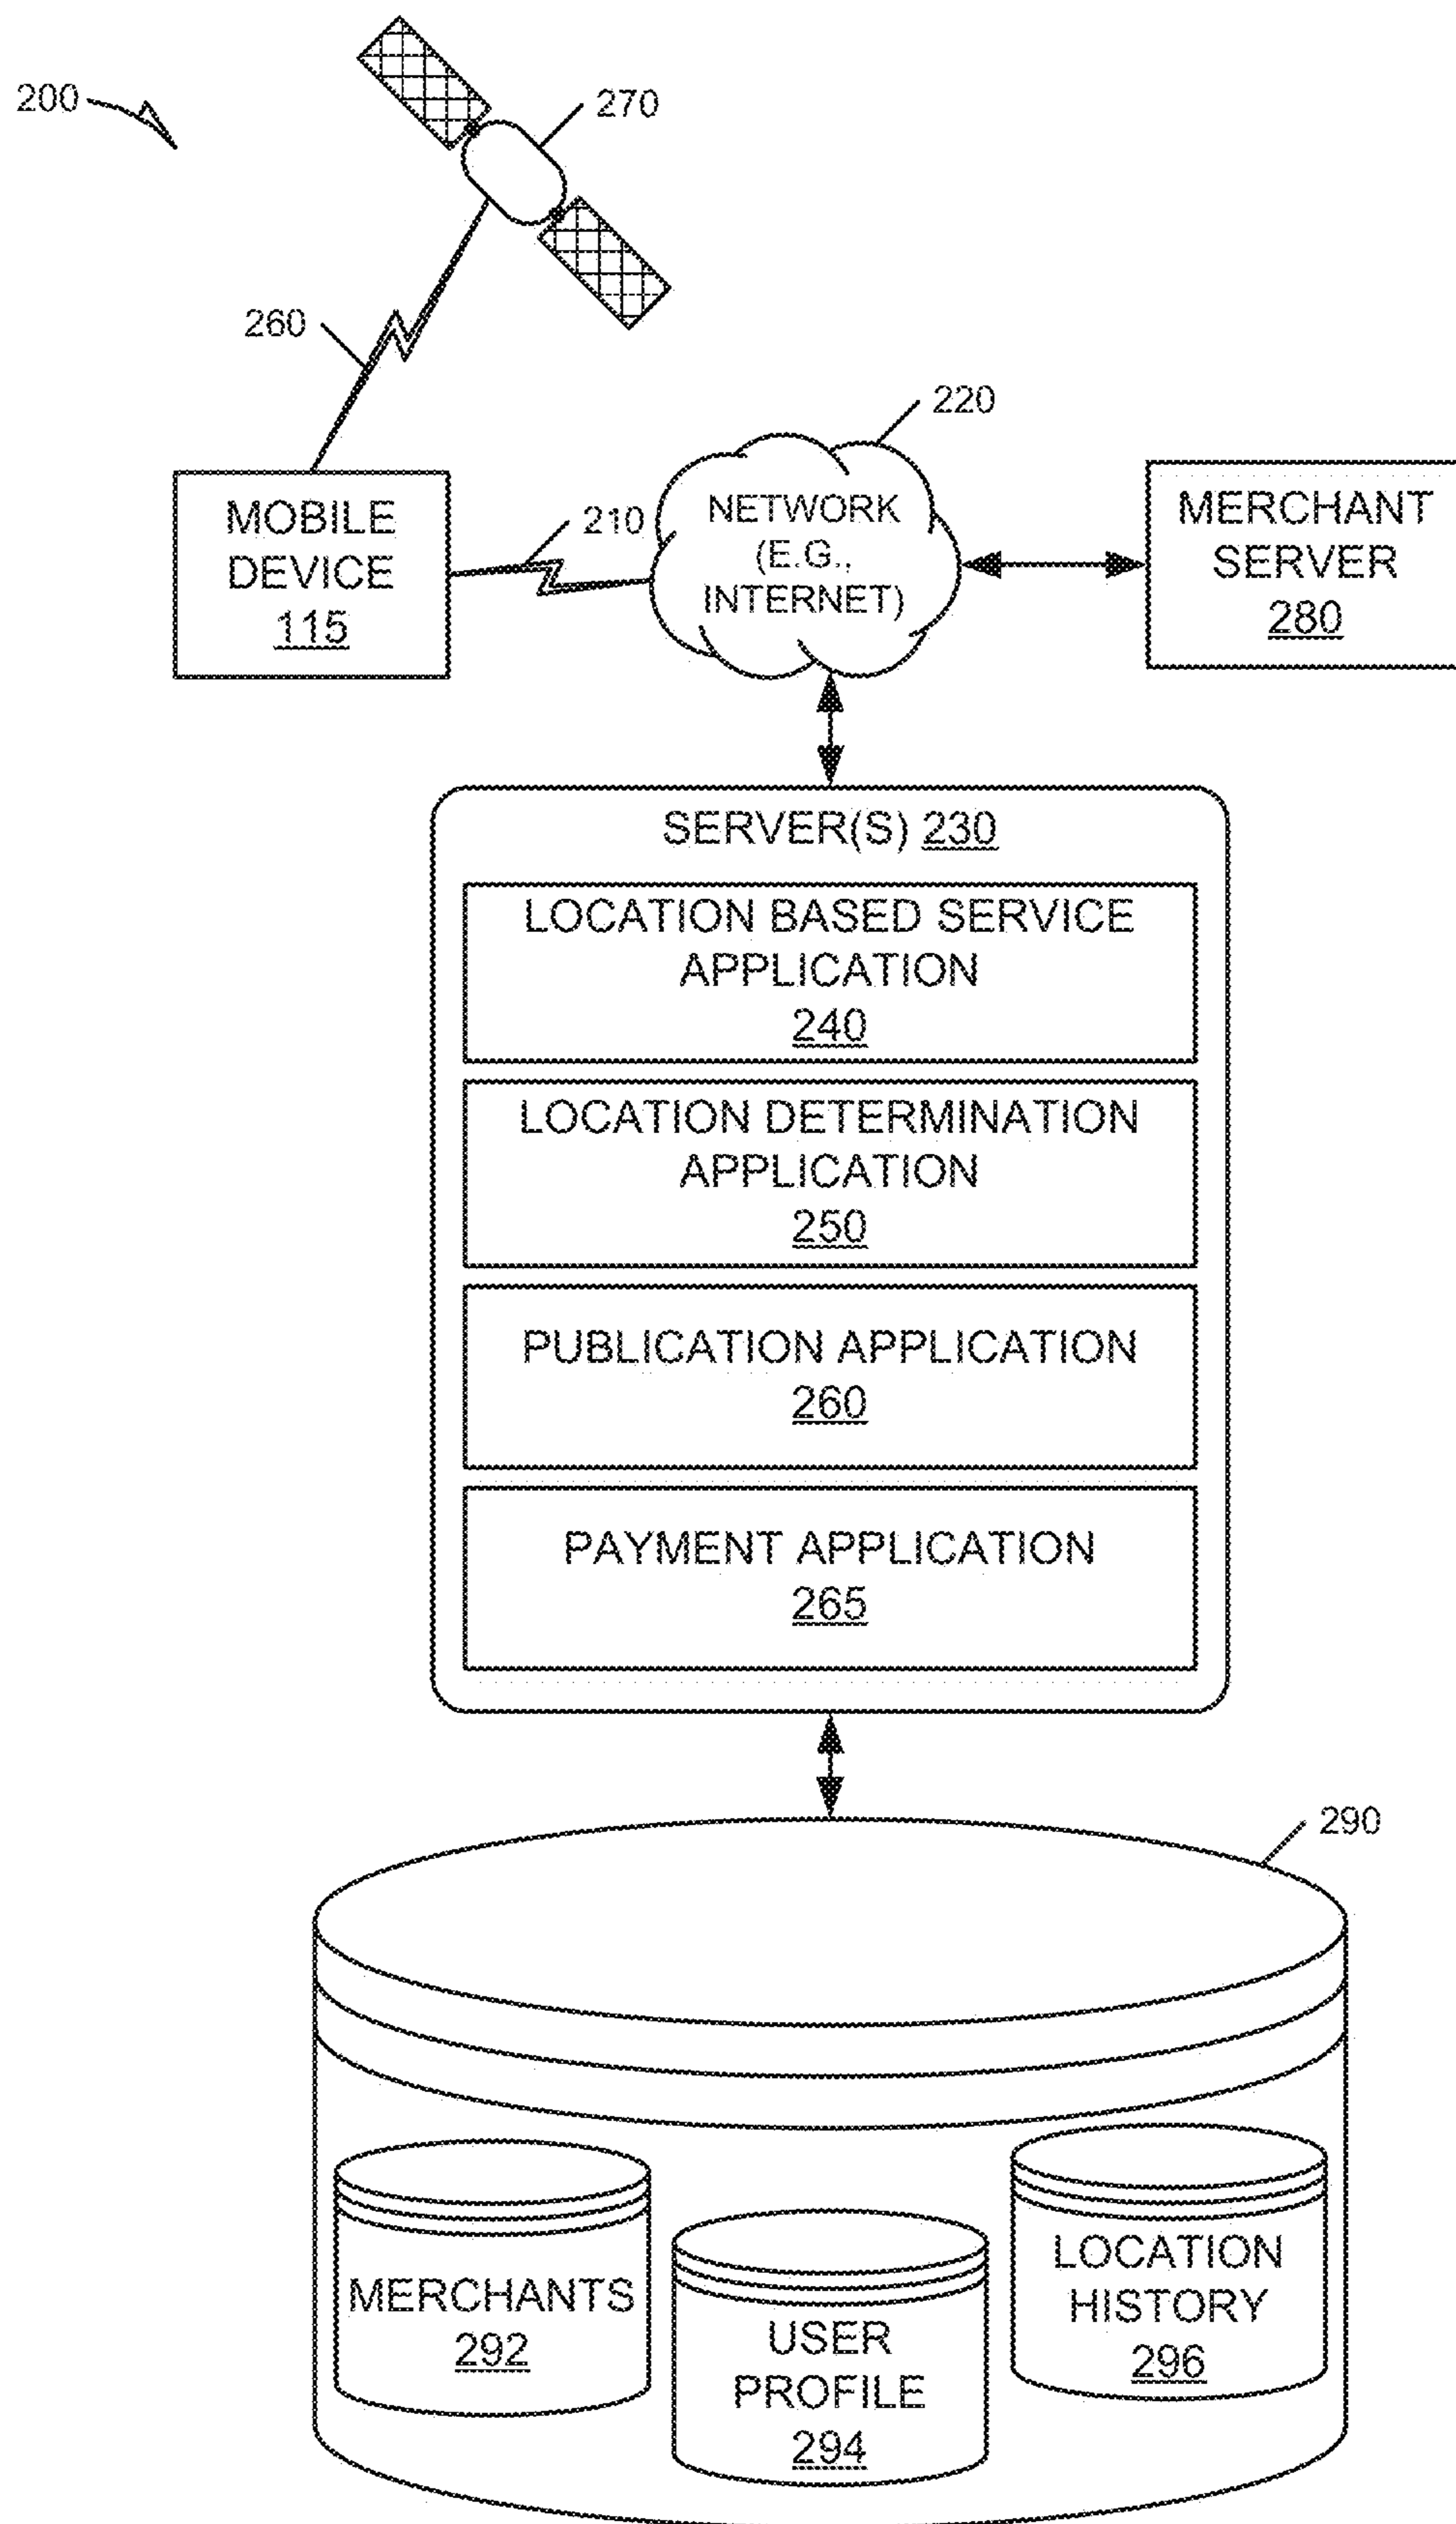 200
270
260
220
MOBILE
DEVICE
115
210
NETWORK
(E.G.,
INTERNET)
MERCHANT
SERVER
280
SERVER(S) 230
LOCATION BASED SERVICE
APPLICATION
240
LOCATION DETERMINATION
APPLICATION
250
PUBLICATION APPLICATION
260
PAYMENT APPLICATION
265
290
MERCHANTS
292
USER
PROFILE
294
LOCATION
HISTORY
296